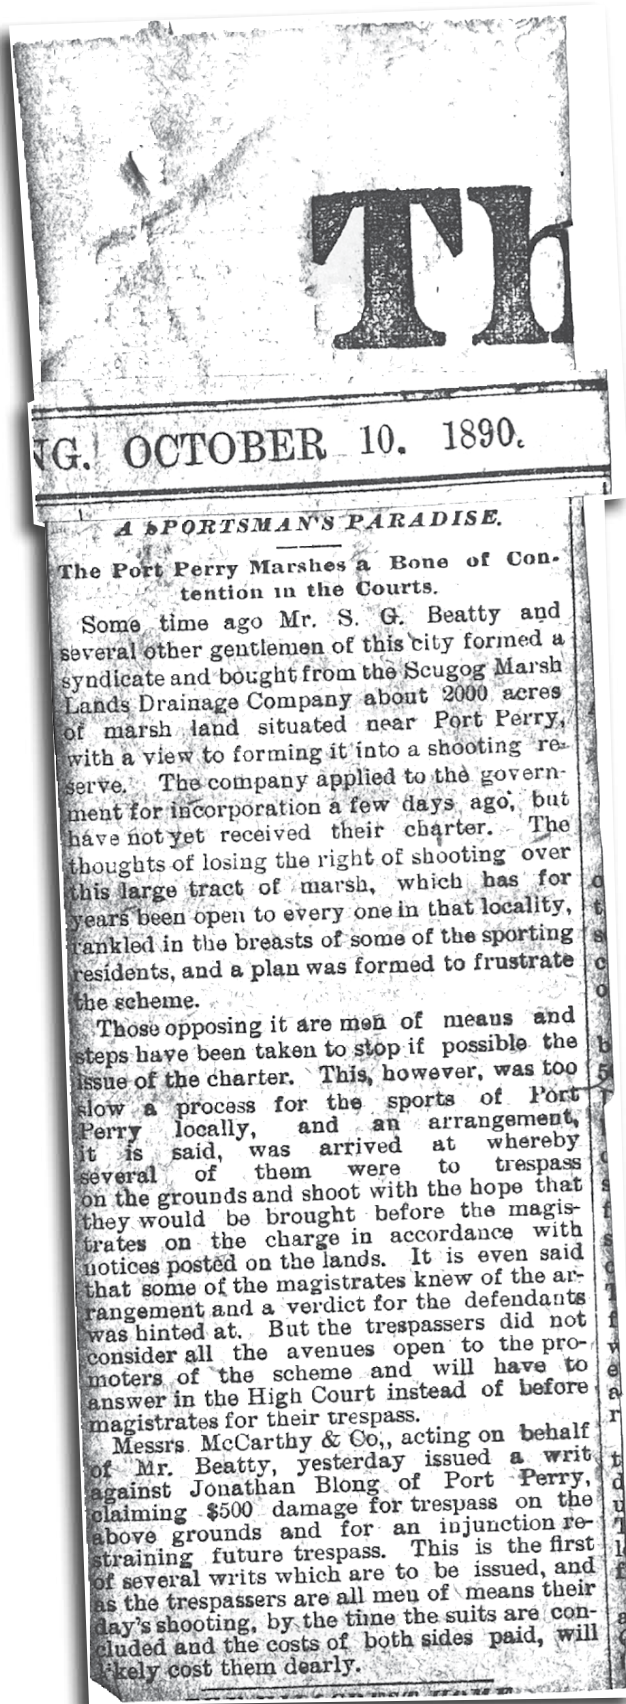 Th
NG. OCTOBER 10. 1890.
A SPORTSMAN'S PARADISE.
The Port Perry Marshes a Bone of Con-
tention in the Courts.
Some time ago Mr. S. G. Beatty and
several other gentlemen of this city formed a
syndicate and bought from the Scugog Marsh
Lands Drainage Company about 2000 acres
of marsh land situated near Port Perry,
with a view to forming it into a shooting re-
serve. The company applied to the govern-
ment for incorporation a few days ago, but
have not yet received their charter. The
thoughts of losing the right of shooting over
this large tract of marsh, which has for
years been open to every one in that locality,
rankled in the breasts of some of the sporting
residents, and a plan was formed to frustrate
the scheme.
Those opposing it are men of means and
steps have been taken to stop if possible the
issue of the charter. This, however, was too
slow a process for the sports of Port
Perry locally, and an arrangement,
it is said, was arrived at whereby
several of them were to trespass
on the grounds and shoot with the hope that
they would be brought before the magis-
trates on the charge in accordance with
notices posted on the lands. It is even said
that some of the magistrates knew of the ar-
rangement and a verdict for the defendants
was hinted at. But the trespassers did not
consider all the avenues open to the pro-
moters of the scheme and will have to
answer in the High Court instead of before
magistrates for their trespass.
Messrs. McCarthy & Co,, acting on behalf
of Mr. Beatty, yesterday issued a writ
against Jonathan Blong of Port Perry,
claiming $500 damage for trespass on the
above grounds and for an injunction re-
straining future trespass. This is the first
of several writs which are to be issued, and
as the trespassers are all men of means their
day's shooting, by the time the suits are con-
cluded and the costs of both sides paid, will
likely cost them dearly.